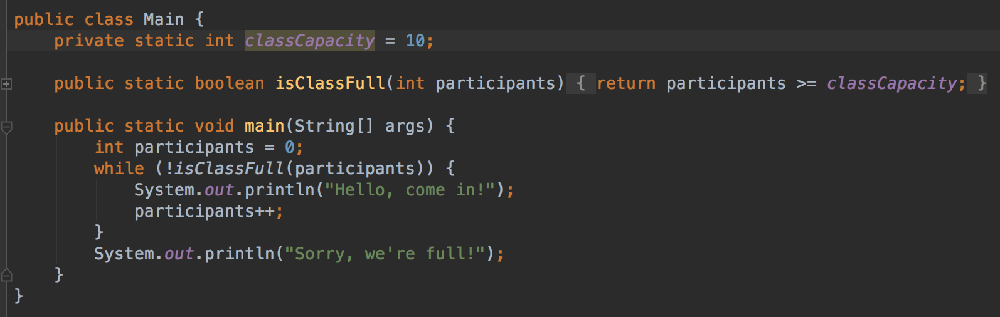 public class Main {
    private static int classCapacity = 10;
    public static boolean isClassFull(int participants) { return participants >= classCapacity; }
    public static void main(String[] args) {
        int participants = 0;
        while (!isClassFull(participants)) {
            System.out.println("Hello, come in!");
            participants++;
        }
        System.out.println("Sorry, we're full!");
    }
}